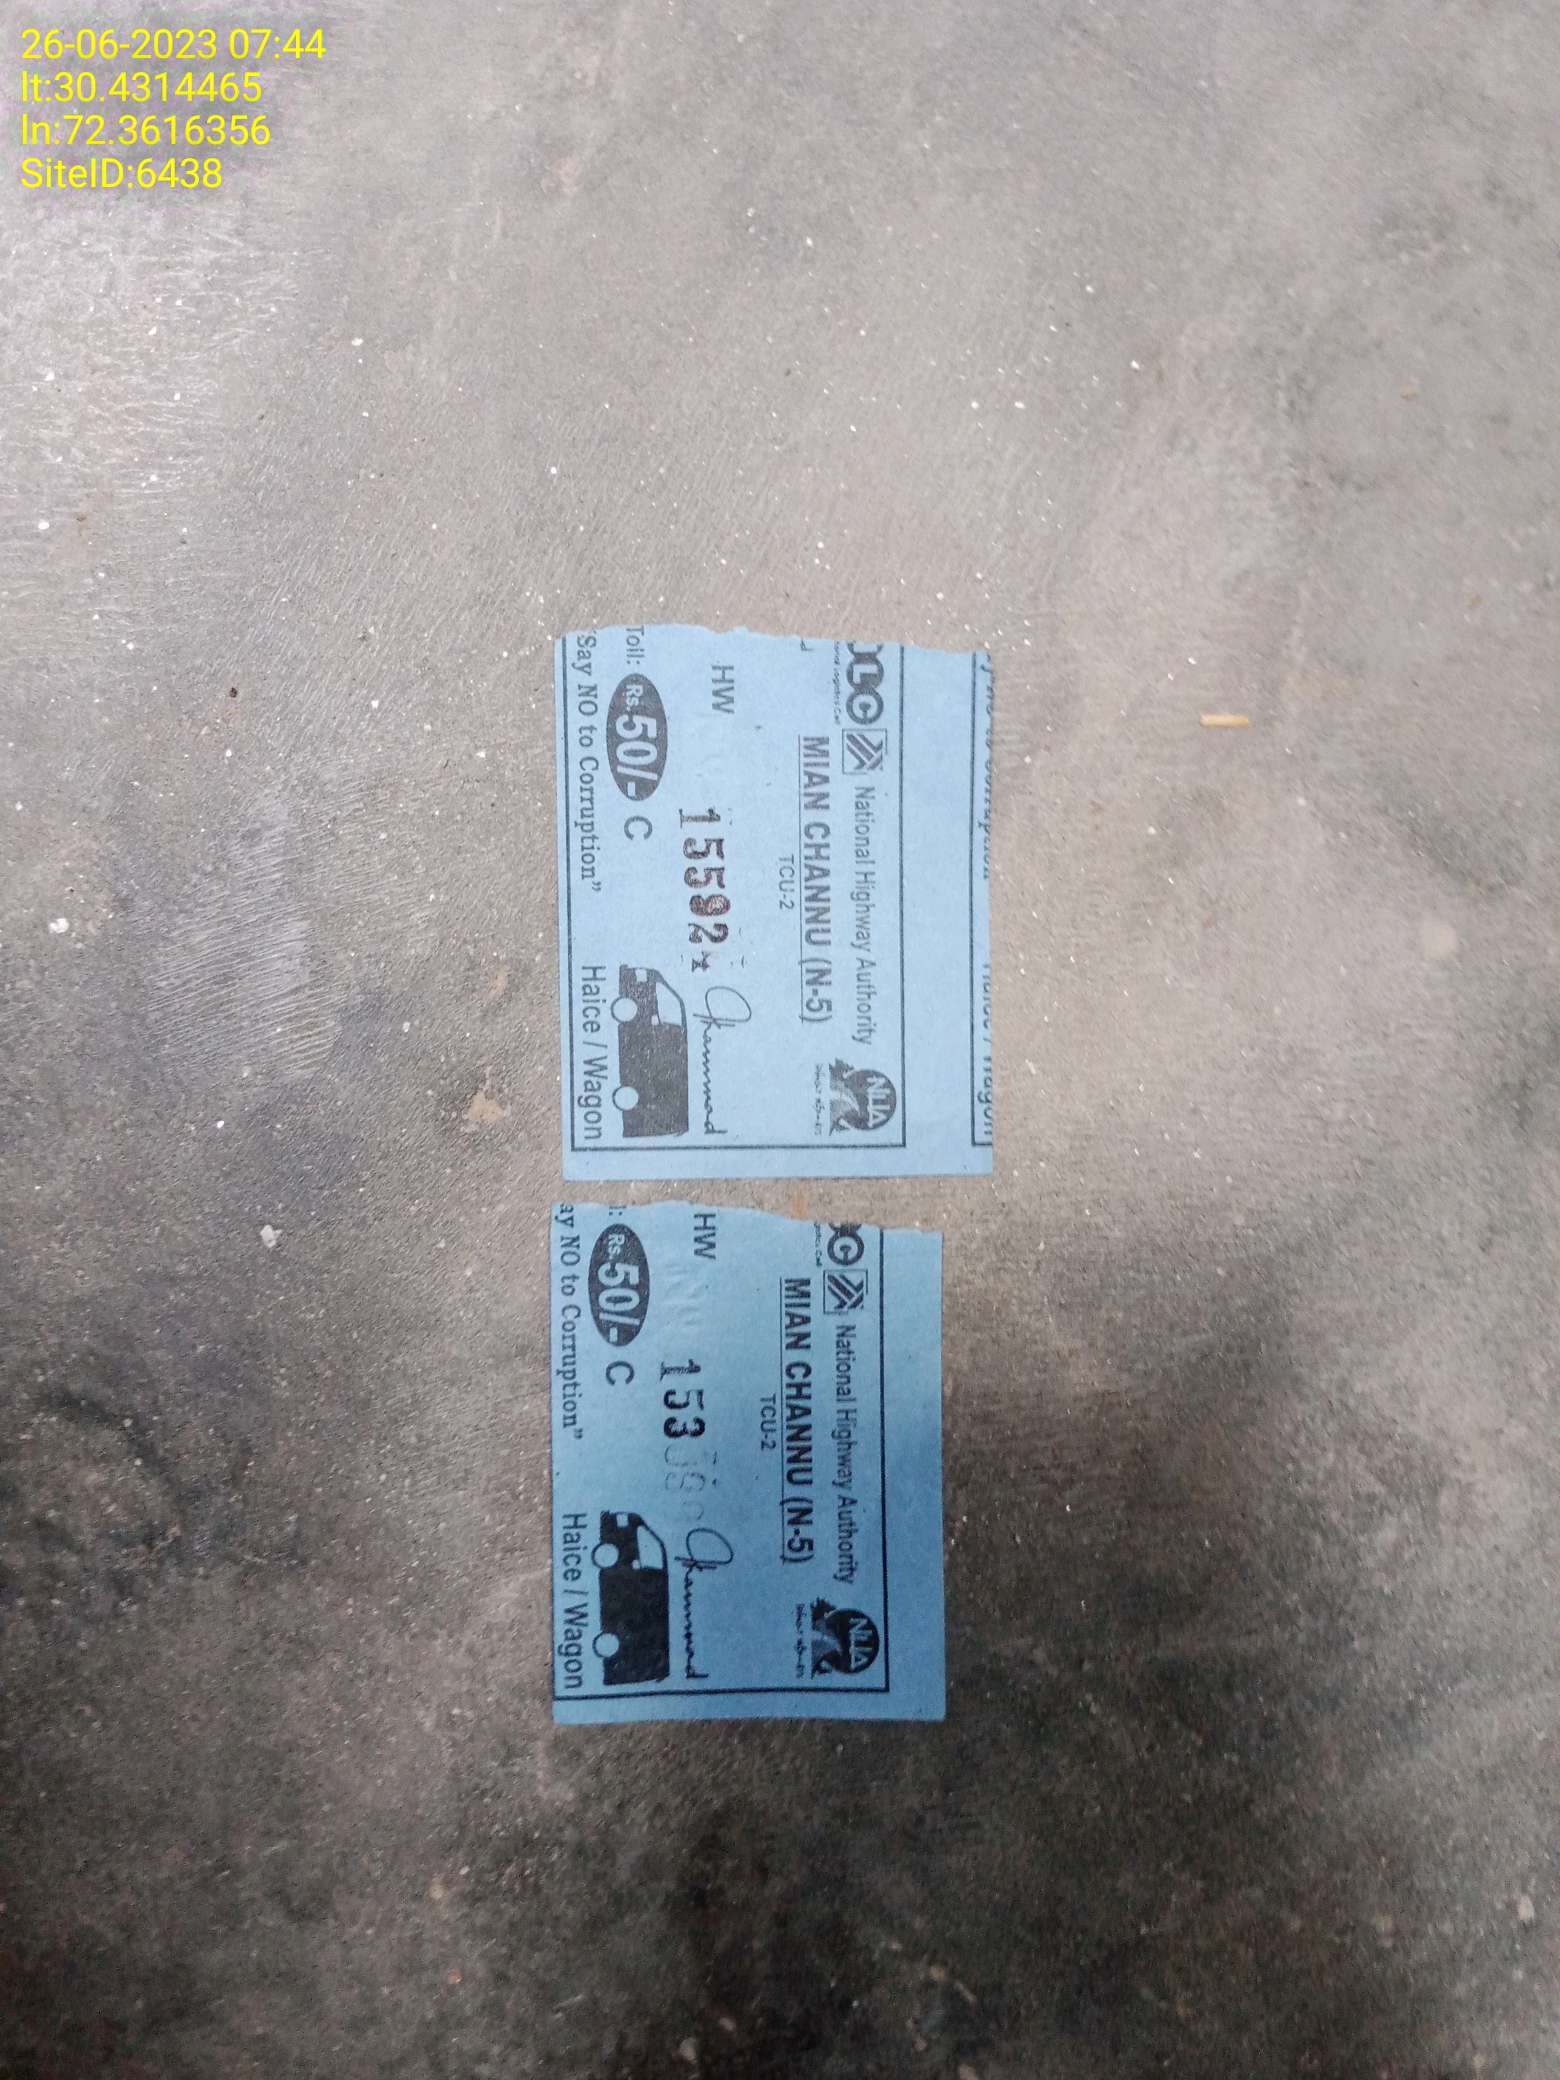 26-06-2023 07:44
lt:30.4314465
ln:72.3616356
SiteID:6438
National Highway Authority
NHA
MIAN CHANNU (N-5)
TCU-2
HW
Toll: Rs. 50/- C
Haice / Wagon
"Say NO to Corruption"
National Highway Authority
NHA
MIAN CHANNU (N-5)
TCU-2
HW
153
Rs. 50/- C
Haice / Wagon
NO to Corruption"